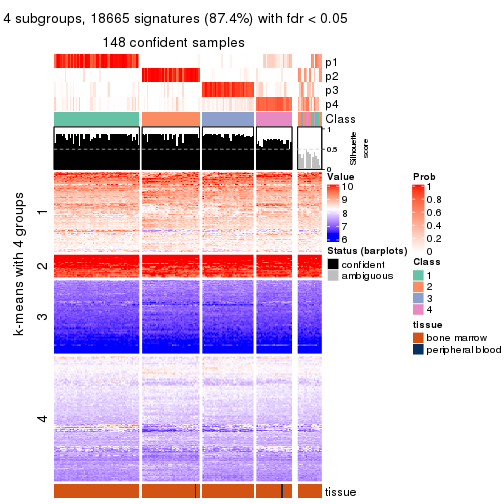 4 subgroups, 18665 signatures (87.4%) with fdr < 0.05
148 confident samples
p1
p2
p3
p4
Class
1
0.5
0
Silhouette
score
k-means with 4 groups
1
2
3
4
Value
10
9
8
7
6
Status (barplots)
confident
ambiguous
Prob
1
0.8
0.6
0.4
0.2
0
Class
1
2
3
4
tissue
bone marrow
peripheral blood
tissue